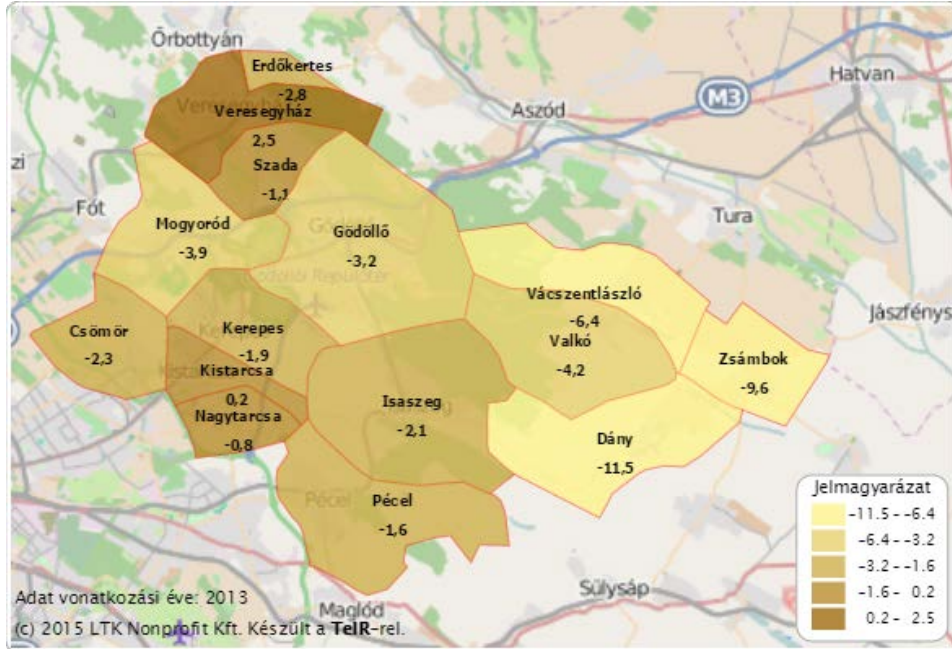 Őrbottyán
Erdőkertes
-2,8
Veresegyház
2,5
Szada
-1,1
Aszód
M3
Hatvan
zi
Fót
Tura
Mogyoród
-3,9
Gödöllő
-3,2
Jászfénys
Vácszentlászló
-6,4
Csömör
-2,3
Kerepes
-1,9
Valkó
-4,2
Zsámbok
-9,6
Kistarcsa
0,2
Nagytarcsa
-0,8
Isaszeg
-2,1
Dány
-11,5
Pécel
Pécel
-1,6
Jelmagyarázat
-11.5 - -6.4
-6.4 - -3.2
-3.2 - -1.6
-1.6 - 0.2
0.2 - 2.5
Sülysáp
Maglód
Adat vonatkozási éve: 2013
(c) 2015 LTK Nonprofit Kft. Készült a TeIR-rel.